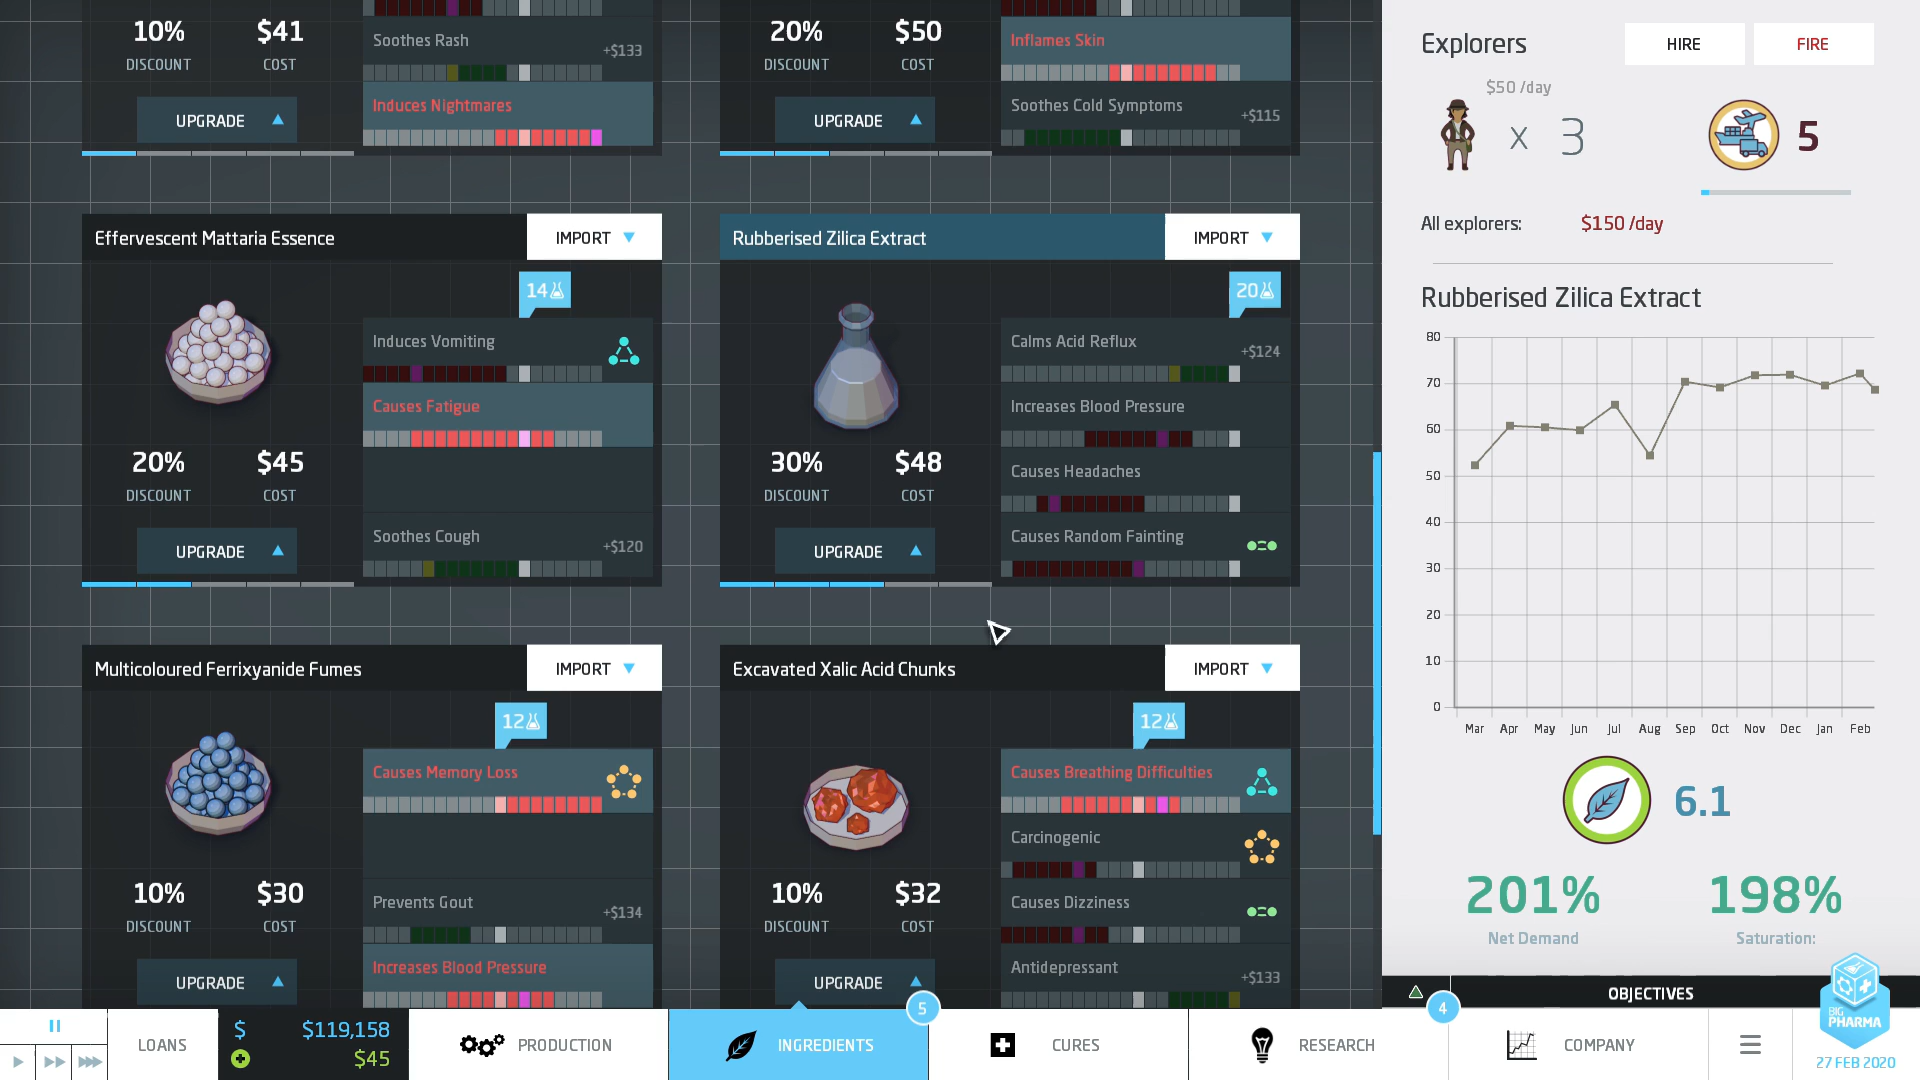 10%
$41
DISCOUNT
COST
UPGRADE
Soothes Rash
+$133
Induces Nightmares
20%
$50
DISCOUNT
COST
UPGRADE
Inflames Skin
Soothes Cold Symptoms
+$115
Effervescent Mattaria Essence
IMPORT
14
Induces Vomiting
Causes Fatigue
20%
$45
DISCOUNT
COST
Soothes Cough
+$120
UPGRADE
Rubberised Zilica Extract
IMPORT
20
Calms Acid Reflux
+$124
Increases Blood Pressure
Causes Headaches
30%
$48
DISCOUNT
COST
Causes Random Fainting
UPGRADE
Multicoloured Ferrixyanide Fumes
IMPORT
12
Causes Memory Loss
10%
$30
DISCOUNT
COST
Prevents Gout
+$134
Increases Blood Pressure
UPGRADE
Excavated Xalic Acid Chunks
IMPORT
12
Causes Breathing Difficulties
Carcinogenic
10%
$32
DISCOUNT
COST
Causes Dizziness
Antidepressant
+$133
UPGRADE
Explorers
HIRE
FIRE
$50 /day
x 3
5
All explorers:
$150 /day
Rubberised Zilica Extract
80
70
60
50
40
30
20
10
0
Mar Apr May Jun Jul Aug Sep Oct Nov Dec Jan Feb
6.1
201%
198%
Net Demand
Saturation:
OBJECTIVES
4
5
LOANS
$
$119,158
$45
PRODUCTION
INGREDIENTS
CURES
RESEARCH
COMPANY
BIG
PHARMA
27 FEB 2020